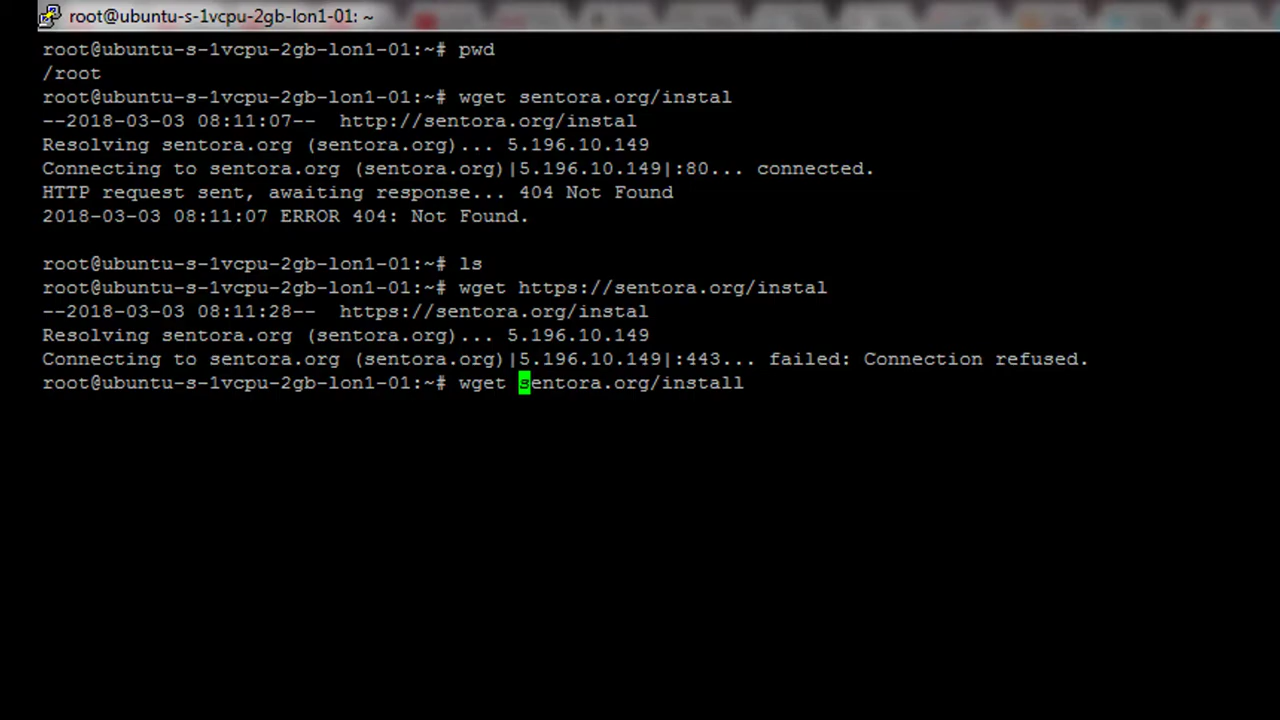 root@ubuntu-s-1vcpu-2gb-lon1-01: ~
root@ubuntu-s-1vcpu-2gb-lon1-01:~# pwd
/root
root@ubuntu-s-1vcpu-2gb-lon1-01:~# wget sentora.org/instal
--2018-03-03 08:11:07--  http://sentora.org/instal
Resolving sentora.org (sentora.org)... 5.196.10.149
Connecting to sentora.org (sentora.org)|5.196.10.149|:80... connected.
HTTP request sent, awaiting response... 404 Not Found
2018-03-03 08:11:07 ERROR 404: Not Found.
root@ubuntu-s-1vcpu-2gb-lon1-01:~# ls
root@ubuntu-s-1vcpu-2gb-lon1-01:~# wget https://sentora.org/instal
--2018-03-03 08:11:28--  https://sentora.org/instal
Resolving sentora.org (sentora.org)... 5.196.10.149
Connecting to sentora.org (sentora.org)|5.196.10.149|:443... failed: Connection refused.
root@ubuntu-s-1vcpu-2gb-lon1-01:~# wget sentora.org/install